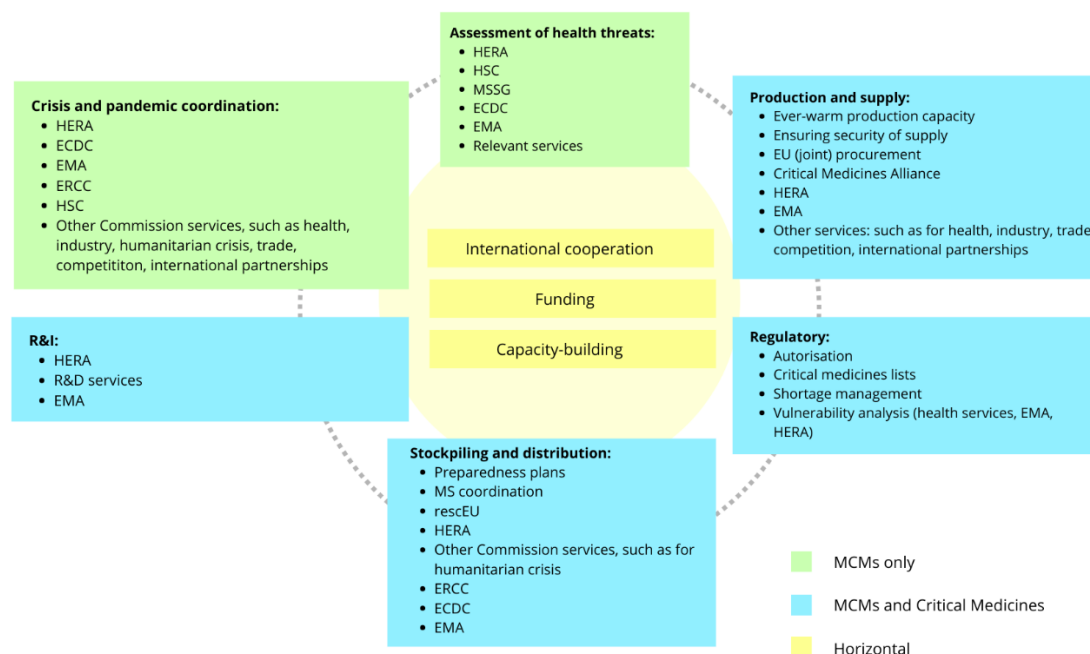 Assessment of health threats:
• HERA
• HSC
• MSSG
• ECDC
• EMA
• Relevant services
Crisis and pandemic coordination:
• HERA
• ECDC
• EMA
• ERCC
• HSC
• Other Commission services, such as health,
industry, humanitarian crisis, trade,
competititon, international partnerships
Production and supply:
• Ever-warm production capacity
• Ensuring security of supply
• EU (joint) procurement
• Critical Medicines Alliance
• HERA
• EMA
• Other services: such as for health, industry, trade
competition, international partnerships
International cooperation
Funding
Capacity-building
R&I:
• HERA
• R&D services
• EMA
Regulatory:
• Autorisation
• Critical medicines lists
• Shortage management
• Vulnerability analysis (health services, EMA,
HERA)
Stockpiling and distribution:
• Preparedness plans
• MS coordination
• rescEU
• HERA
• Other Commission services, such as for
humanitarian crisis
• ERCC
• ECDC
• EMA
MCMs only
MCMs and Critical Medicines
Horizontal